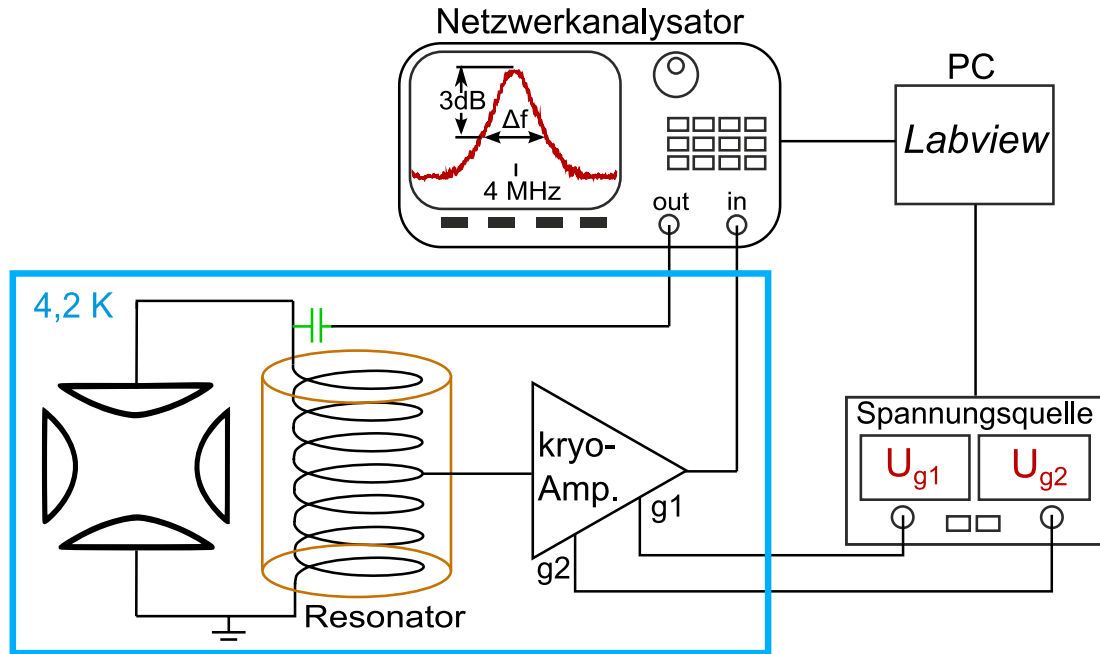 Netzwerkanalysator
3dB
Δf
4 MHz
out
in
PC
Labview
4,2 K
Spannungsquelle
Ug1
Ug2
kryo-
Amp.
g1
g2
Resonator